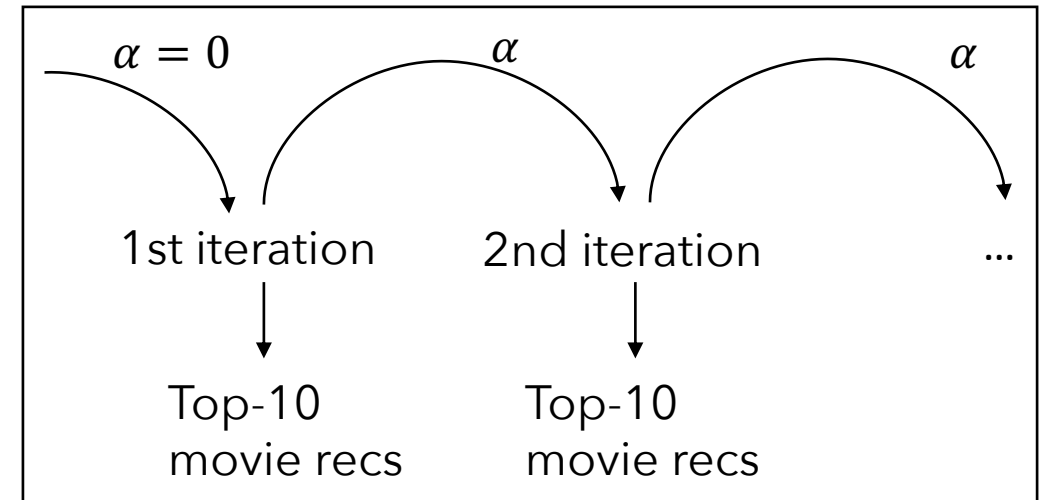 α = 0
α
α
1st iteration
2nd iteration
...
Top-10
movie recs
Top-10
movie recs